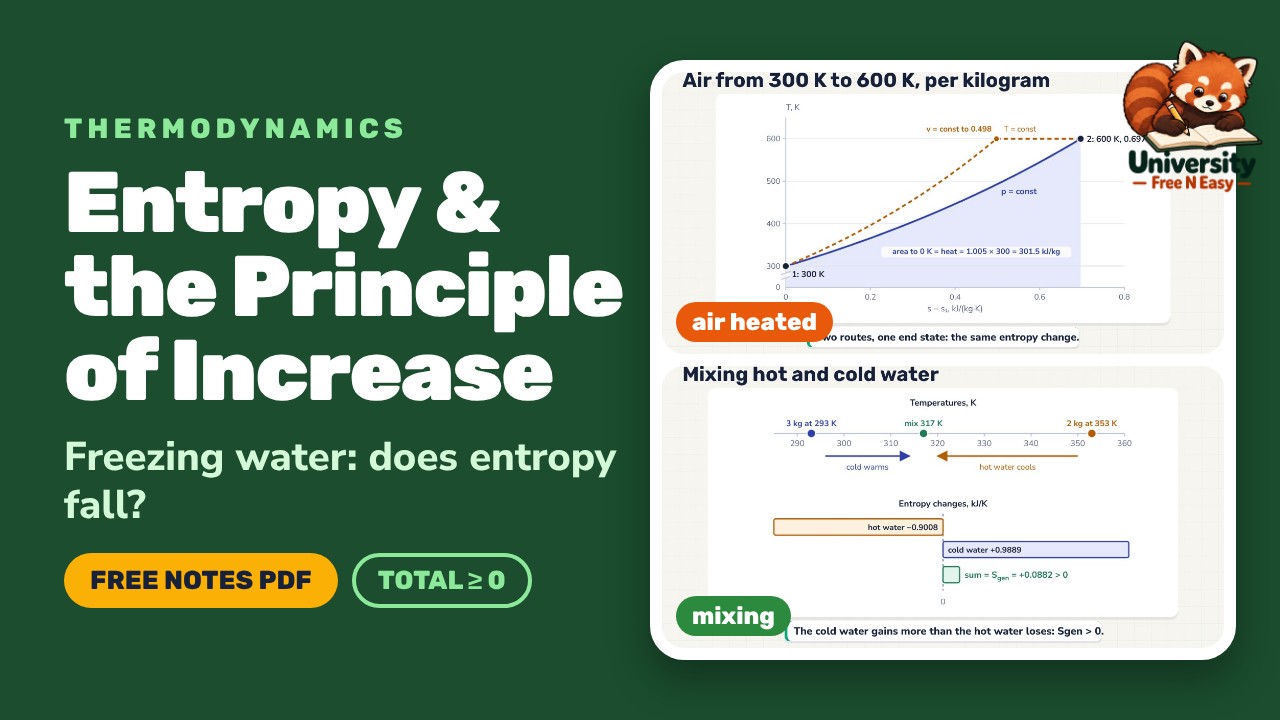 THERMODYNAMICS
Entropy &
the Principle
of Increase
Freezing water: does entropy
fall?
FREE NOTES PDF
TOTAL ≥ 0
Air from 300 K to 600 K, per kilogram
T, K
600
500
400
300
0
v = const to 0.498
T = const
2: 600 K, 0.697
p = const
area to 0 K = heat = 1.005 × 300 = 301.5 kJ/kg
1: 300 K
0
0.2
0.4
0.6
0.8
s − s₁, kJ/(kg·K)
air heated
wo routes, one end state: the same entropy change.
University
Free N Easy
Mixing hot and cold water
Temperatures, K
3 kg at 293 K
mix 317 K
2 kg at 353 K
290
300
310
320
330
340
350
360
cold warms
hot water cools
Entropy changes, kJ/K
hot water −0.9008
cold water +0.9889
sum = Sgen = +0.0882 > 0
0
mixing
The cold water gains more than the hot water loses: Sgen > 0.